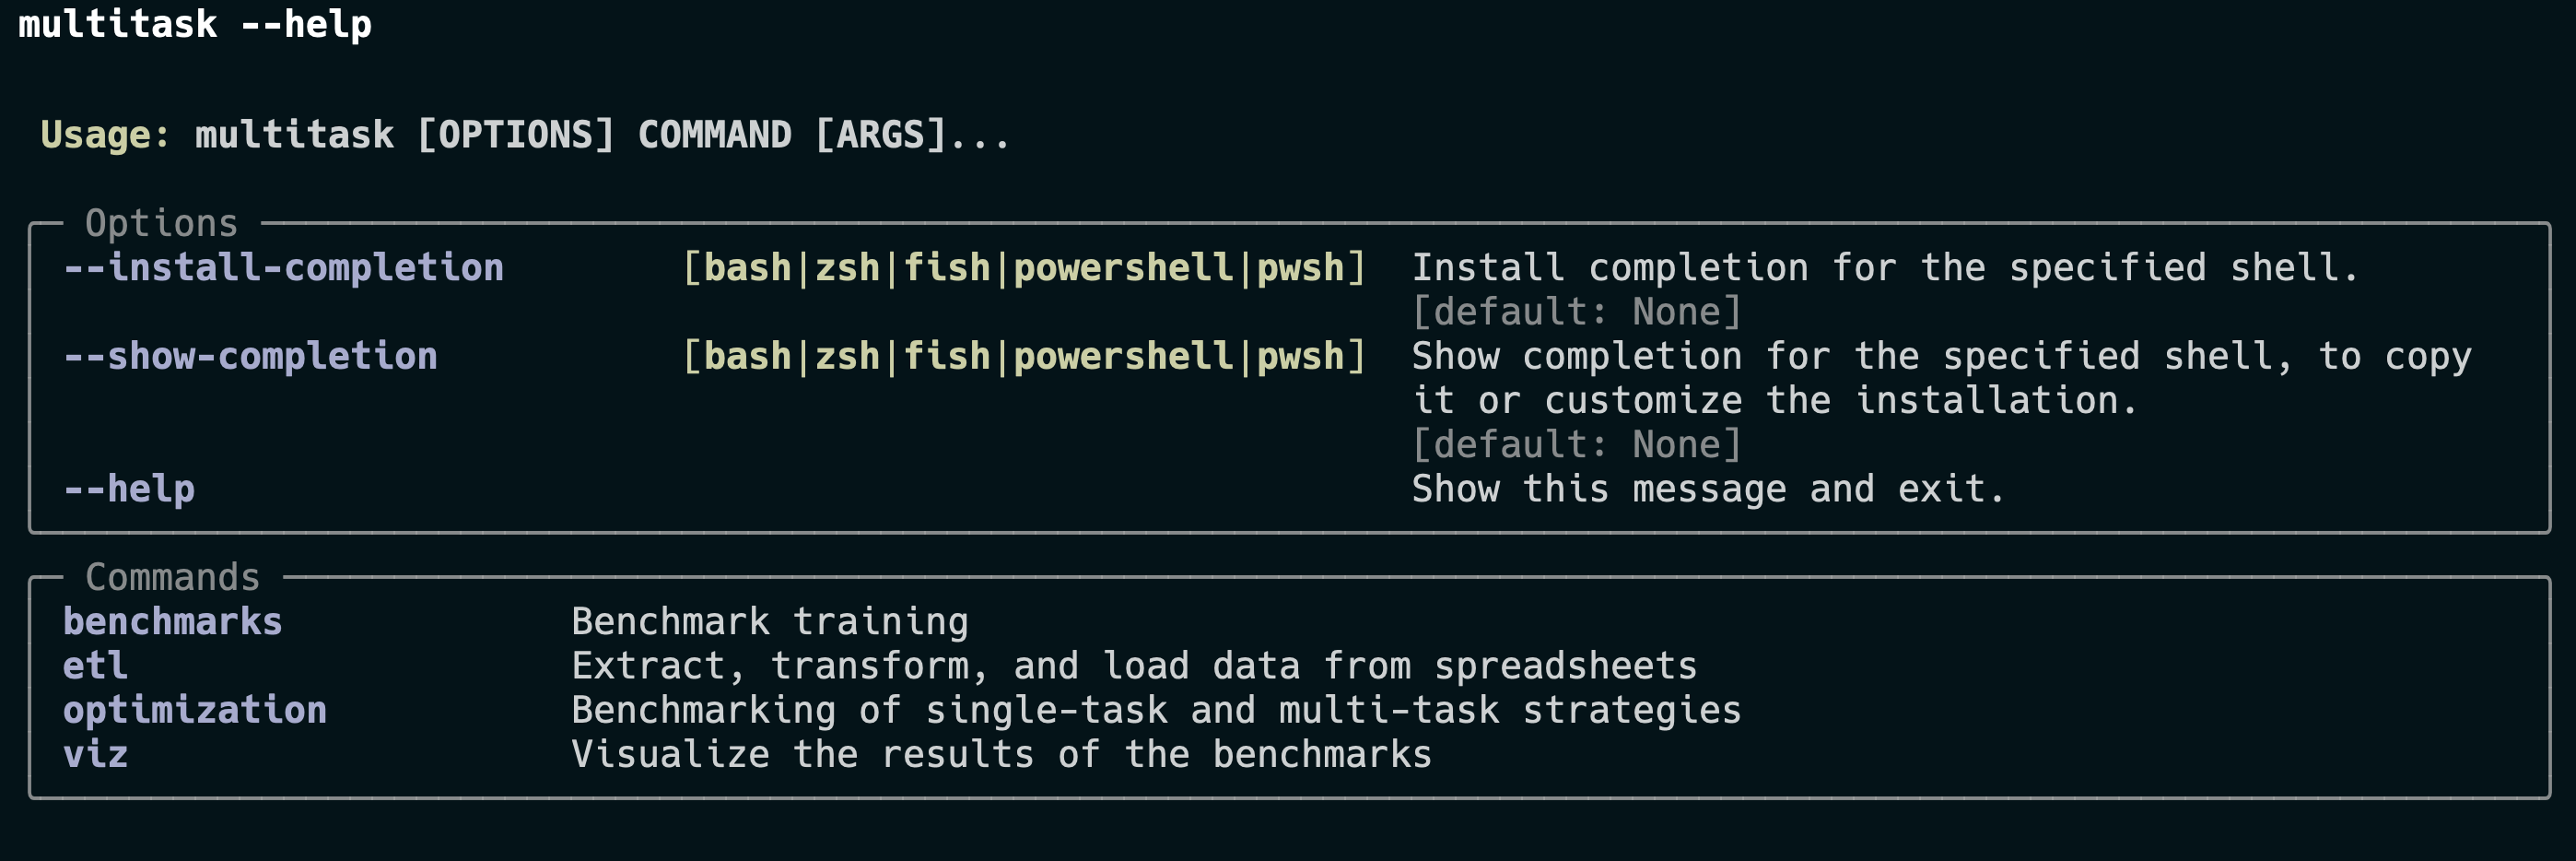 multitask --help
Usage: multitask [OPTIONS] COMMAND [ARGS]...
Options
--install-completion [bash|zsh|fish|powershell|pwsh] Install completion for the specified shell.
[default: None]
--show-completion [bash|zsh|fish|powershell|pwsh] Show completion for the specified shell, to copy
it or customize the installation.
[default: None]
--help Show this message and exit.
Commands
benchmarks Benchmark training
etl Extract, transform, and load data from spreadsheets
optimization Benchmarking of single-task and multi-task strategies
viz Visualize the results of the benchmarks